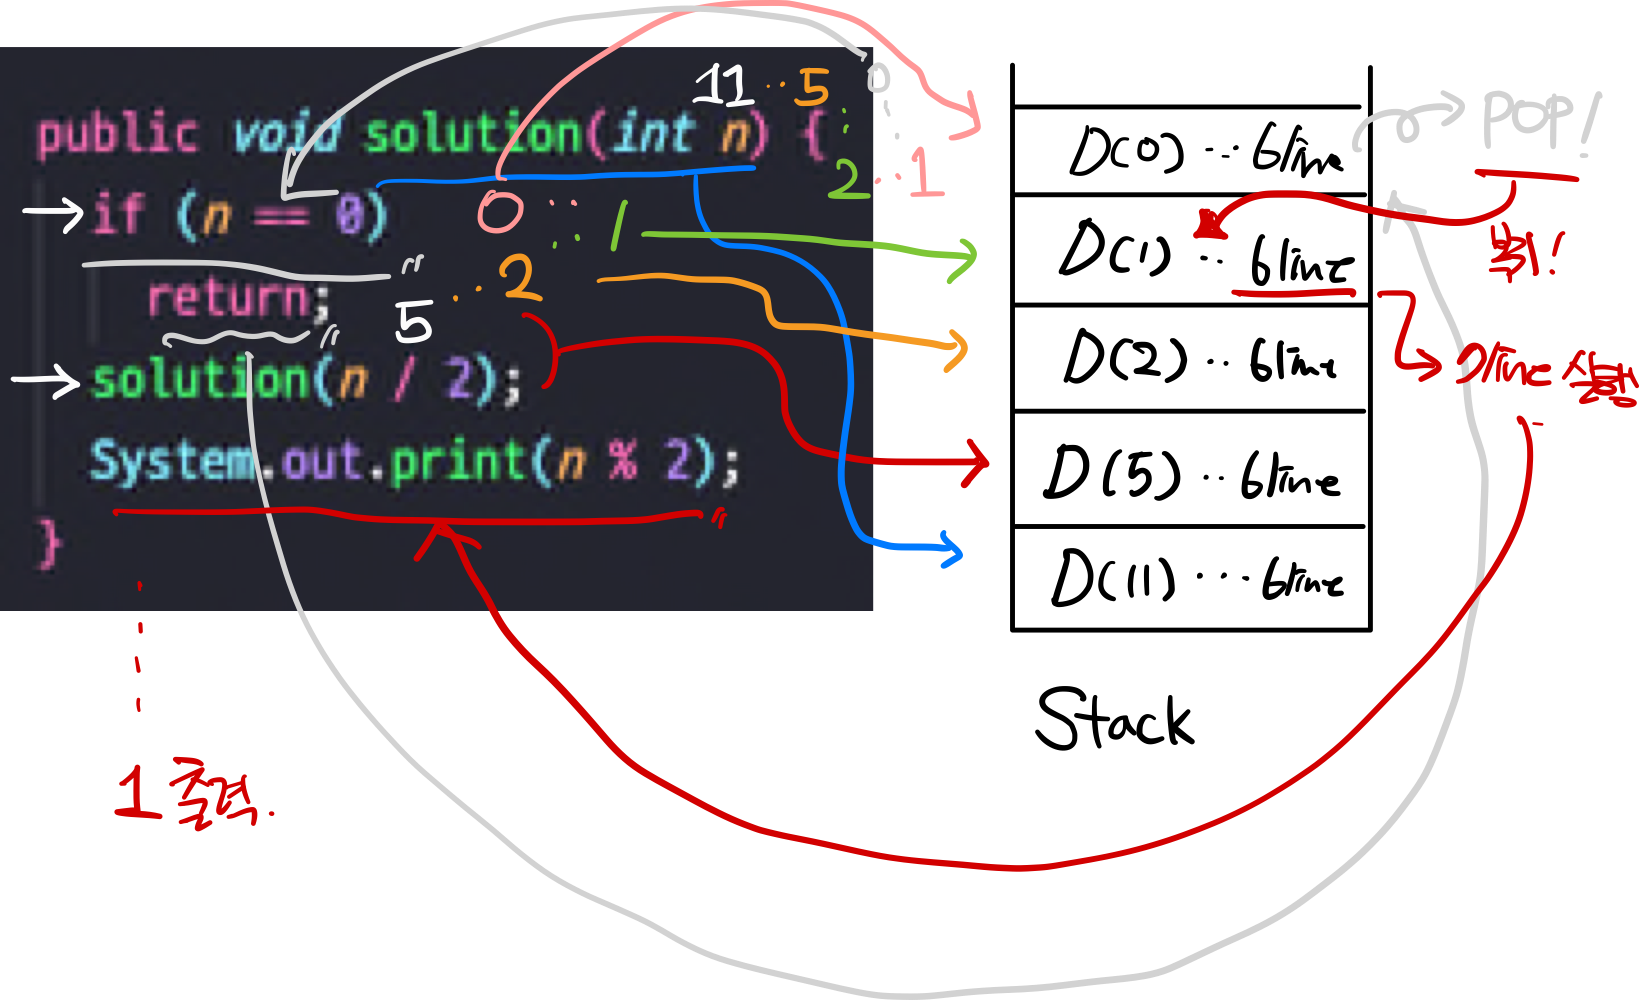 11 ·· 5
0
public void solution(int n) {
2 ·· 1
if (n == 0)
0 ·· 1
return;
5 ·· 2
solution(n / 2);
System.out.print(n % 2);
}
1 출력.
D(0) ··· 6line
POP!
D(1) ·· 6line
복귀!
D(2) ·· 6line
7line 실행
D(5) ·· 6line
D(11) ··· 6line
Stack